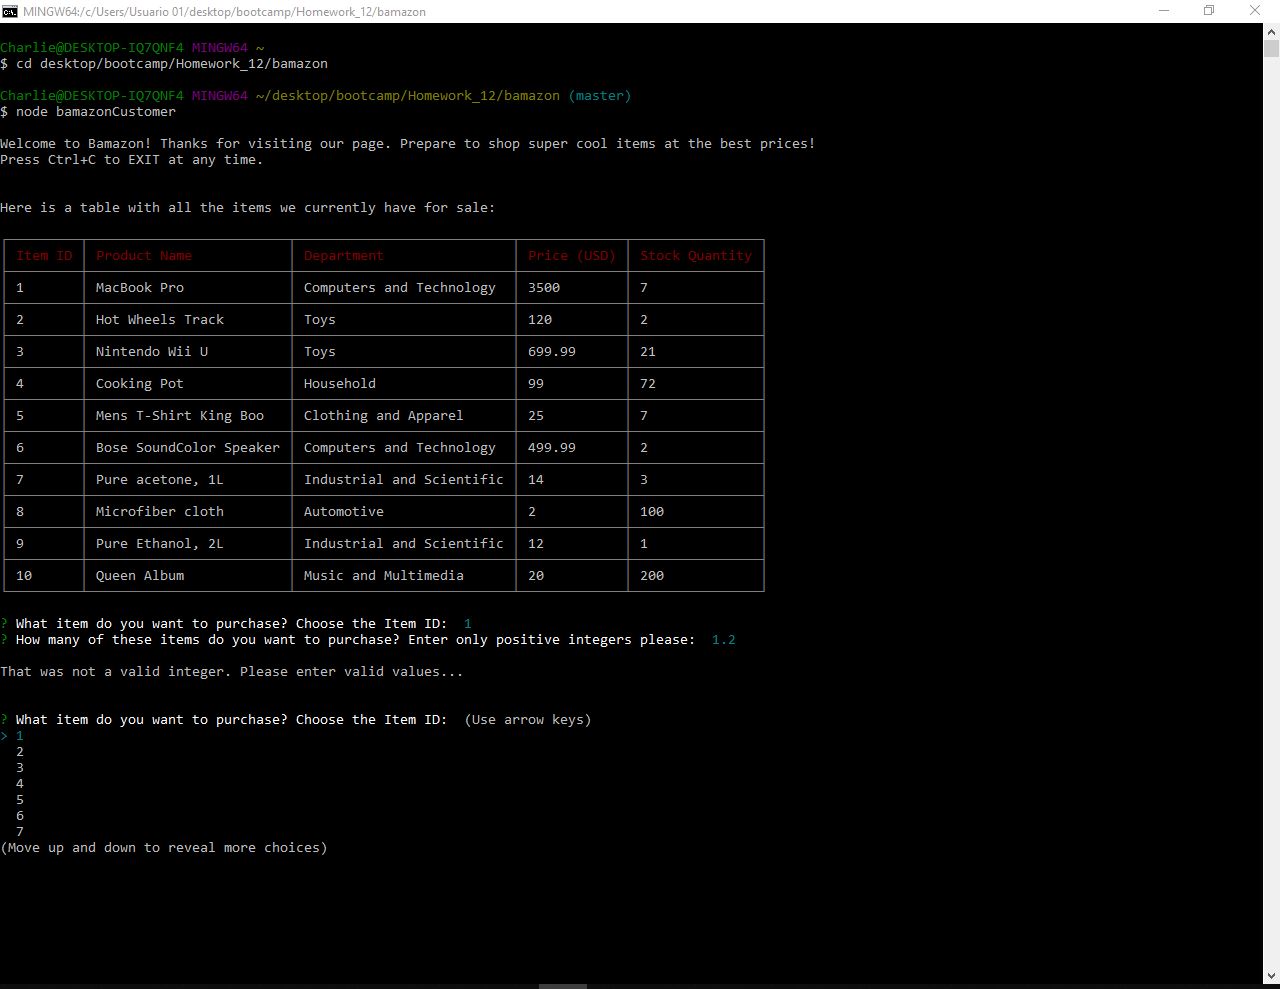 MINGW64:/c/Users/Usuario 01/desktop/bootcamp/Homework_12/bamazon
Charlie@DESKTOP-IQ7QNF4 MINGW64 ~
$ cd desktop/bootcamp/Homework_12/bamazon
Charlie@DESKTOP-IQ7QNF4 MINGW64 ~/desktop/bootcamp/Homework_12/bamazon (master)
$ node bamazonCustomer
Welcome to Bamazon! Thanks for visiting our page. Prepare to shop super cool items at the best prices!
Press Ctrl+C to EXIT at any time.
Here is a table with all the items we currently have for sale:
Item ID Product Name Department Price (USD) Stock Quantity
1 MacBook Pro Computers and Technology 3500 7
2 Hot Wheels Track Toys 120 2
3 Nintendo Wii U Toys 699.99 21
4 Cooking Pot Household 99 72
5 Mens T-Shirt King Boo Clothing and Apparel 25 7
6 Bose SoundColor Speaker Computers and Technology 499.99 2
7 Pure acetone, 1L Industrial and Scientific 14 3
8 Microfiber cloth Automotive 2 100
9 Pure Ethanol, 2L Industrial and Scientific 12 1
10 Queen Album Music and Multimedia 20 200
? What item do you want to purchase? Choose the Item ID: 1
? How many of these items do you want to purchase? Enter only positive integers please: 1.2
That was not a valid integer. Please enter valid values...
? What item do you want to purchase? Choose the Item ID: (Use arrow keys)
> 1
2
3
4
5
6
7
(Move up and down to reveal more choices)